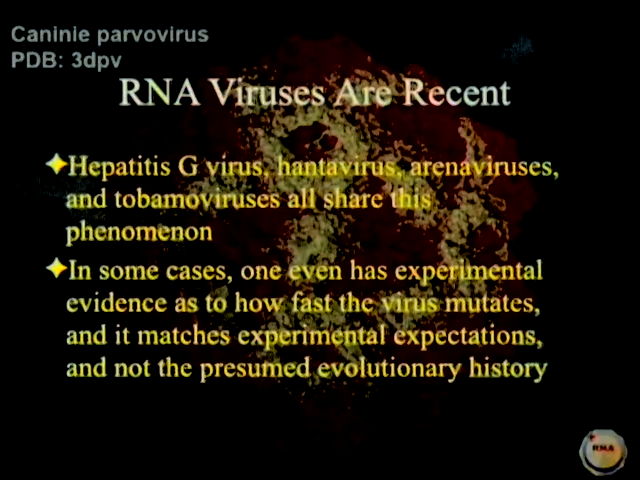 Caninie parvovirus
PDB: 3dpv
RNA Viruses Are Recent
Hepatitis G virus, hantavirus, arenaviruses,
and tobamoviruses all share this
phenomenon
In some cases, one even has experimental
evidence as to how fast the virus mutates,
and it matches experimental expectations,
and not the presumed evolutionary history
RNA